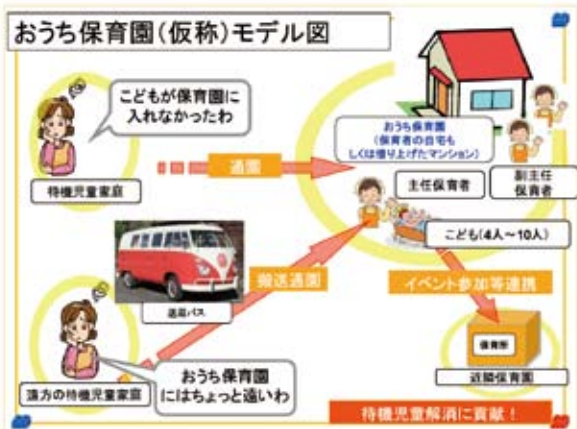 おうち保育園(仮称)モデル図
こどもが保育園に
入れなかったわ
待機児童家庭
通園
おうち保育園
(保育者の自宅も
しくは借り上げたマンション)
主任保育者
副主任
保育者
こども(4人~10人)
搬送通園
送迎バス
イベント参加等連携
保育所
近隣保育園
おうち保育園
にはちょっと遠いわ
遠方の待機児童家庭
待機児童解消に貢献!